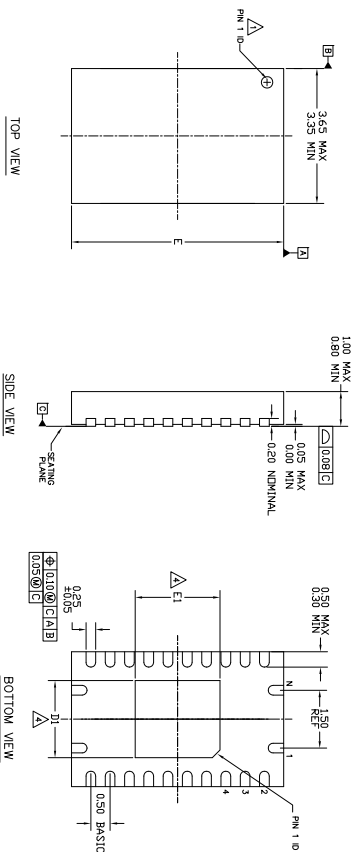 1
PIN 1 ID
B
3.65 MAX
3.35 MIN
A
E
TOP VIEW
1.00 MAX
0.80 MIN
⌓ 0.08 C
0.05 MAX
0.00 MIN
0.20 NOMINAL
C
SEATING
PLANE
SIDE VIEW
0.50 MAX
0.30 MIN
1.50
REF
N
1
PIN 1 ID
2
3
4
4
E1
D1
4
0.25
±0.05
⌖ 0.10 Ⓜ C A B
0.05 Ⓜ C
0.50 BASIC
BOTTOM VIEW